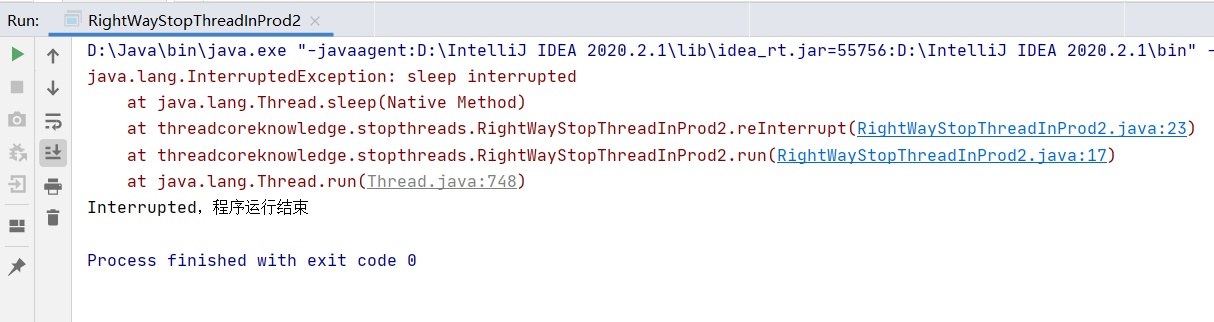 Run: RightWayStopThreadInProd2
D:\Java\bin\java.exe "-javaagent:D:\IntelliJ IDEA 2020.2.1\lib\idea_rt.jar=55756:D:\IntelliJ IDEA 2020.2.1\bin" -
java.lang.InterruptedException: sleep interrupted
    at java.lang.Thread.sleep(Native Method)
    at threadcoreknowledge.stopthreads.RightWayStopThreadInProd2.reInterrupt(RightWayStopThreadInProd2.java:23)
    at threadcoreknowledge.stopthreads.RightWayStopThreadInProd2.run(RightWayStopThreadInProd2.java:17)
    at java.lang.Thread.run(Thread.java:748)
Interrupted，程序运行结束
Process finished with exit code 0